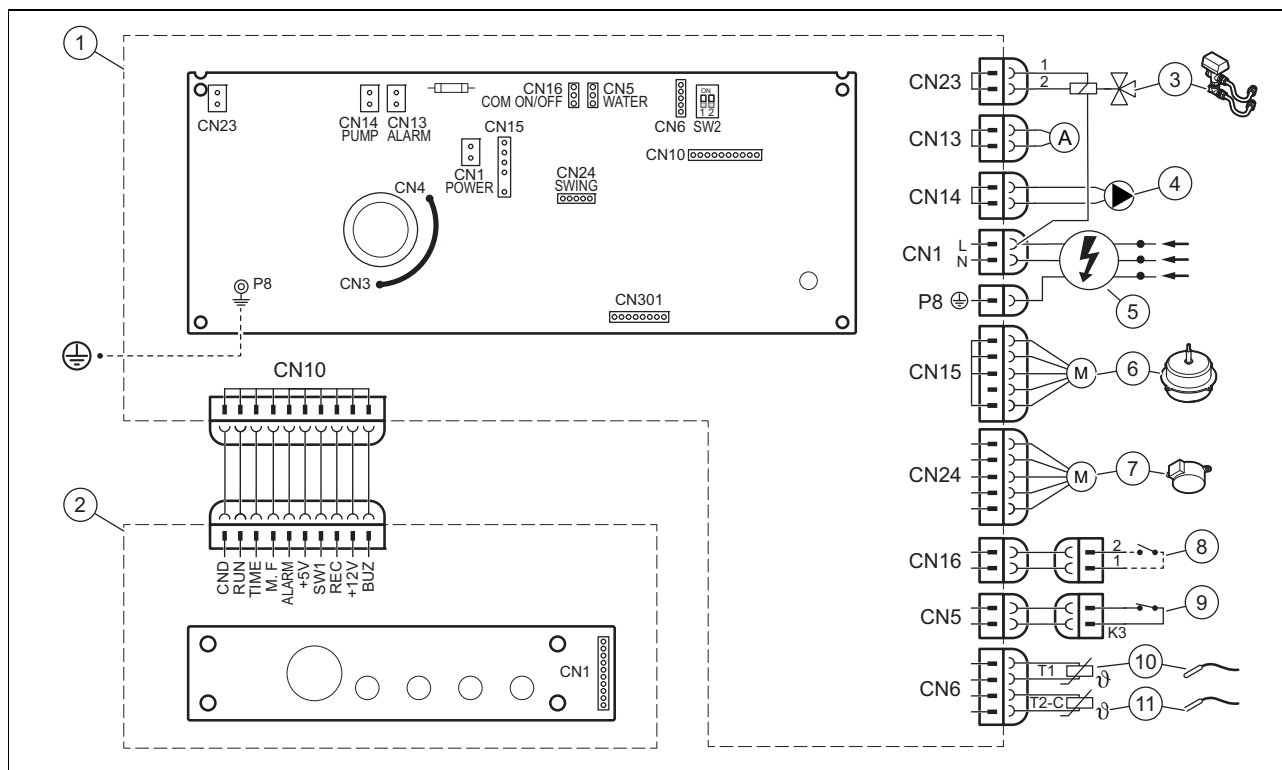 1
CN23
CN14
PUMP
CN13
ALARM
CN16
COM ON/OFF
CN5
WATER
CN15
CN6
ON
1 2
SW2
CN10
CN1
POWER
CN24
SWING
CN4
CN3
P8
CN301
CN10
2
CND
RUN
TIME
M. F
ALARM
+5V
SW1
REC
+12V
BUZ
CN1
CN23
1
2
3
CN13
A
CN14
4
CN1
L
N
5
P8
CN15
M
6
CN24
M
7
CN16
2
1
8
CN5
K3
9
CN6
T1
ϑ
10
T2-C
ϑ
11